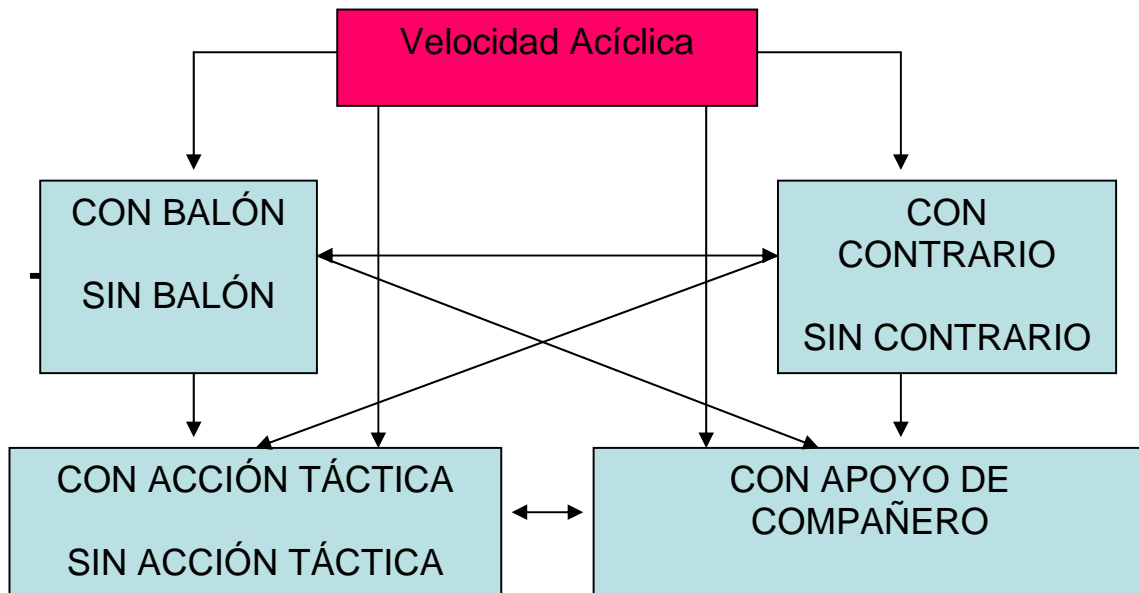 Velocidad Acíclica
CON BALÓN
SIN BALÓN
CON
CONTRARIO
SIN CONTRARIO
CON ACCIÓN TÁCTICA
SIN ACCIÓN TÁCTICA
CON APOYO DE
COMPAÑERO